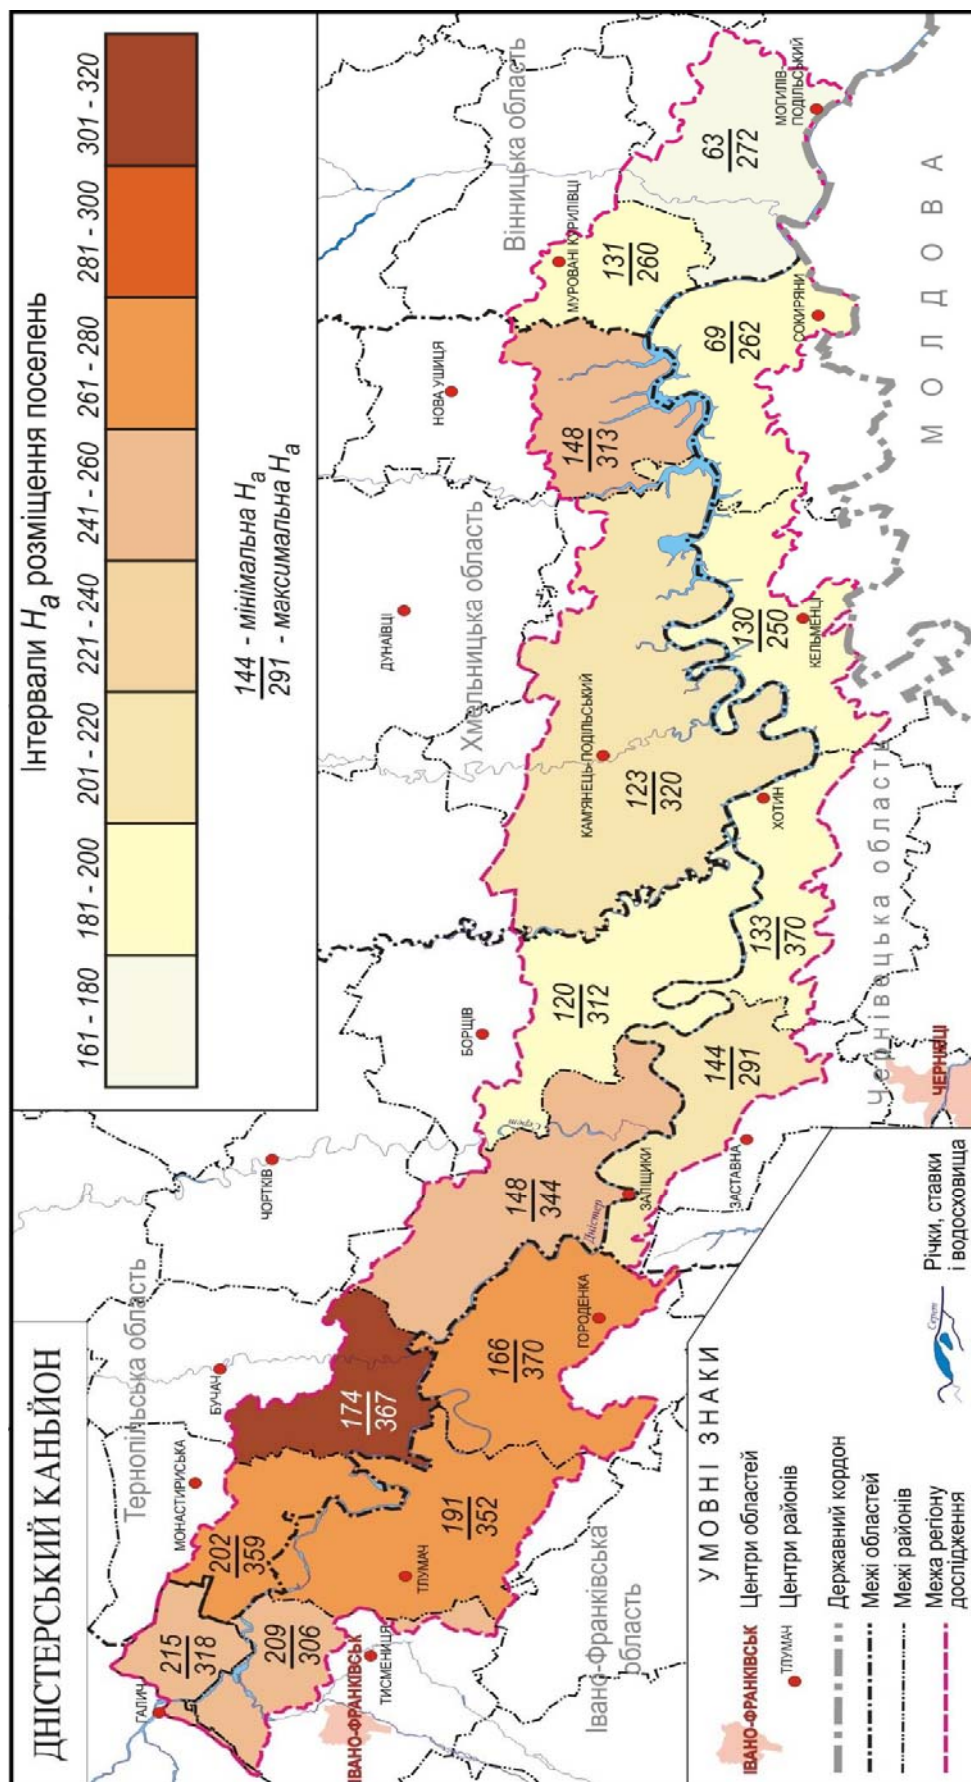 ДНІСТЕРСЬКИЙ КАНЬЙОН
Інтервали Hа розміщення поселень
161 - 180
181 - 200
201 - 220
221 - 240
241 - 260
261 - 280
281 - 300
301 - 320
144 - мінімальна Hа
291 - максимальна Hа
Тернопільська область
Хмельницька область
Вінницька область
Івано-Франківська
область
Чернівецька область
МОЛДОВА
ГАЛИЧ
МОНАСТИРИСЬКА
БУЧАЧ
ЧОРТКІВ
БОРЩІВ
ДУНАЇВЦІ
НОВА УШИЦЯ
МУРОВАНІ КУРИЛІВЦІ
МОГИЛІВ-
ПОДІЛЬСЬКИЙ
КАМ'ЯНЕЦЬ-ПОДІЛЬСЬКИЙ
ІВАНО-ФРАНКІВСЬК
ТИСМЕНИЦЯ
ТЛУМАЧ
ГОРОДЕНКА
ЗАЛІЩИКИ
ЗАСТАВНА
ЧЕРНІВЦІ
ХОТИН
КЕЛЬМЕНЦІ
СОКИРЯНИ
Дністер
Серет
215
318
209
306
202
359
191
352
174
367
166
370
148
344
144
291
120
312
133
370
123
320
130
250
148
313
69
262
131
260
63
272
УМОВНІ ЗНАКИ
ІВАНО-ФРАНКІВСЬК Центри областей
ТЛУМАЧ Центри районів
Державний кордон
Межі областей
Межі районів
Межа регіону
дослідження
Серет
Річки, ставки
і водосховища